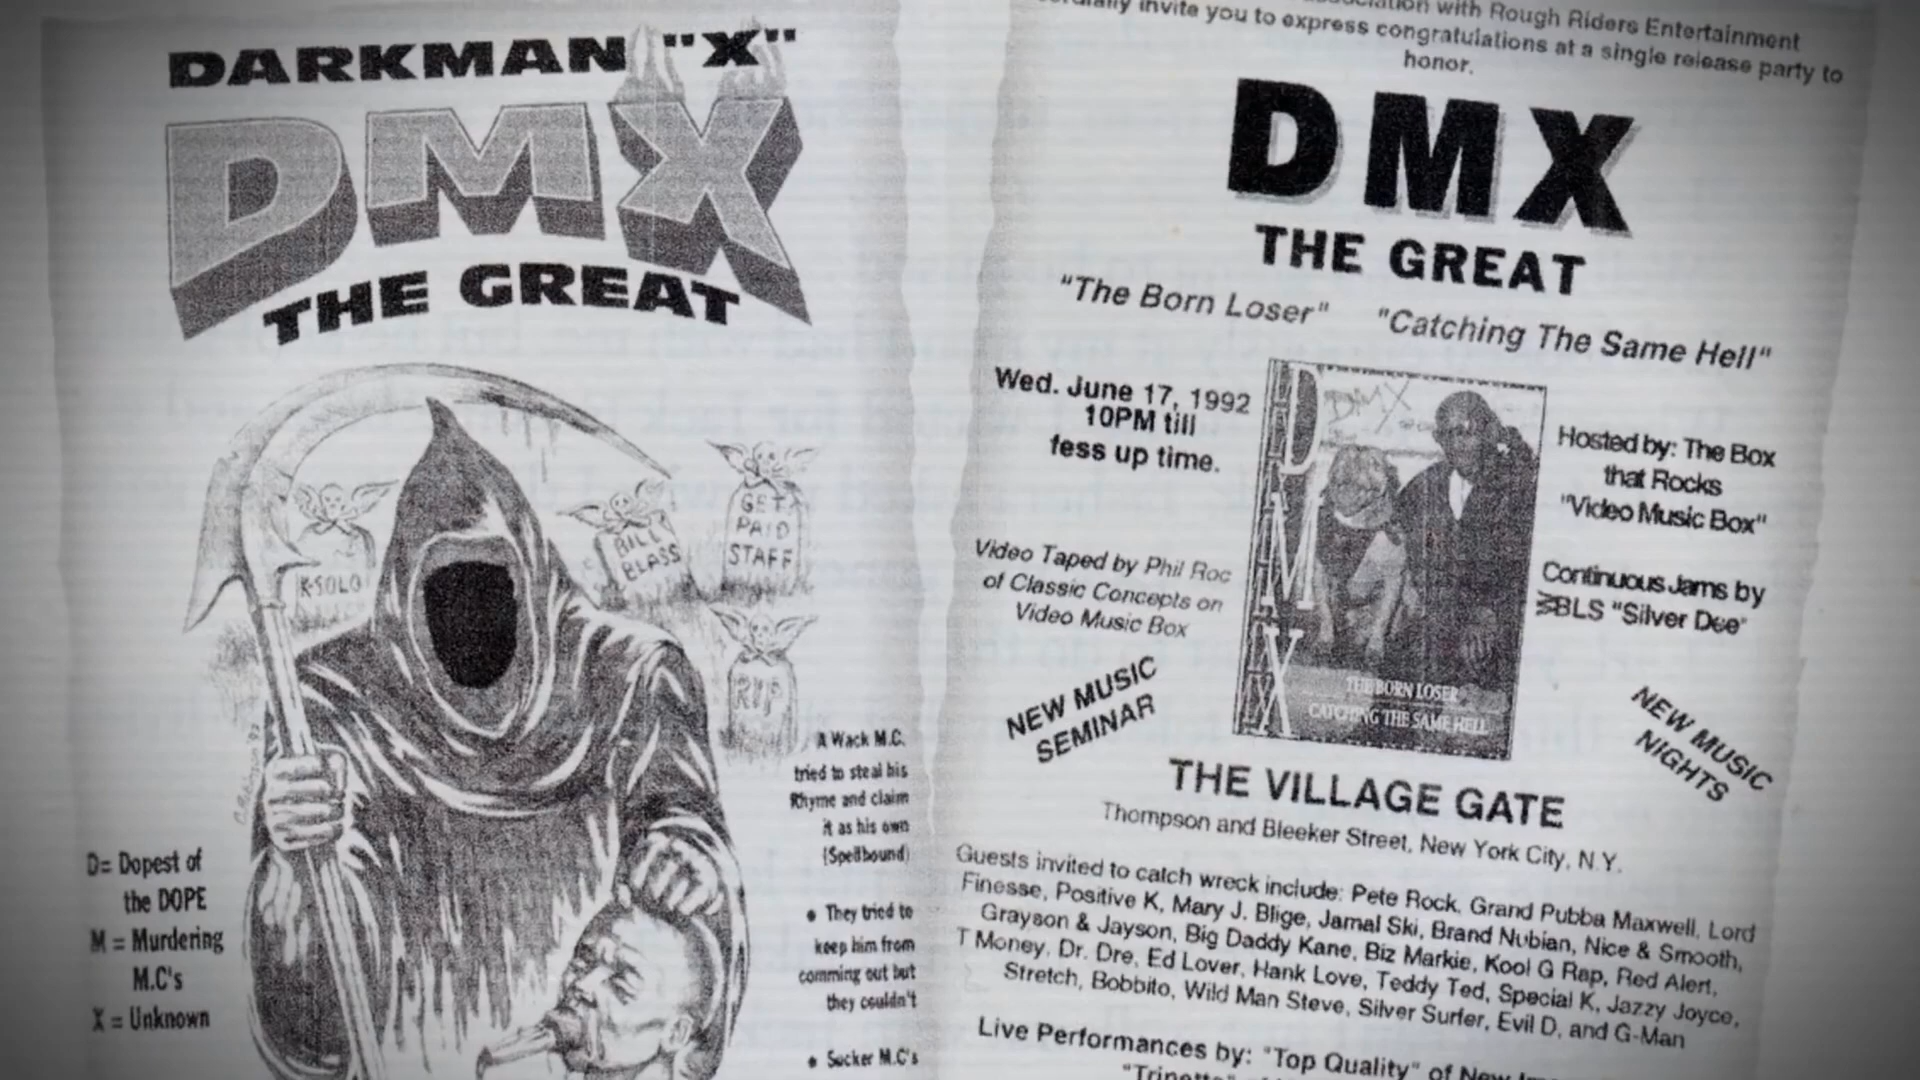 DARKMAN "X"
DMX
THE GREAT
K-SOLO
BILL
BLASS
GET
PAID
STAFF
RIP
A Wack M.C.
tried to steal his
Rhyme and claim
it as his own
(Spellbound)
• They tried to
keep him from
comming out but
they couldn't
• Sucker M.C's
D= Dopest of
the DOPE
M = Murdering
M.C's
X = Unknown
with Rough Riders Entertainment
invite you to express congratulations at a single release party to
honor.
DMX
THE GREAT
"The Born Loser" "Catching The Same Hell"
Wed. June 17, 1992
10PM till
fess up time.
Video Taped by Phil Roc
of Classic Concepts on
Video Music Box
DMX
DMX
THE BORN LOSER
CATCHING THE SAME HELL
Hosted by: The Box
that Rocks
"Video Music Box"
Continuous Jams by
WBLS "Silver Dee"
NEW MUSIC
SEMINAR
NEW MUSIC
NIGHTS
THE VILLAGE GATE
Thompson and Bleeker Street, New York City, N.Y.
Guests invited to catch wreck include: Pete Rock, Grand Pubba Maxwell, Lord
Finesse, Positive K, Mary J. Blige, Jamal Ski, Brand Nubian, Nice & Smooth,
Grayson & Jayson, Big Daddy Kane, Biz Markie, Kool G Rap, Red Alert,
T Money, Dr. Dre, Ed Lover, Hank Love, Teddy Ted, Special K, Jazzy Joyce,
Stretch, Bobbito, Wild Man Steve, Silver Surfer, Evil D, and G-Man
Live Performances by: "Top Quality" of New